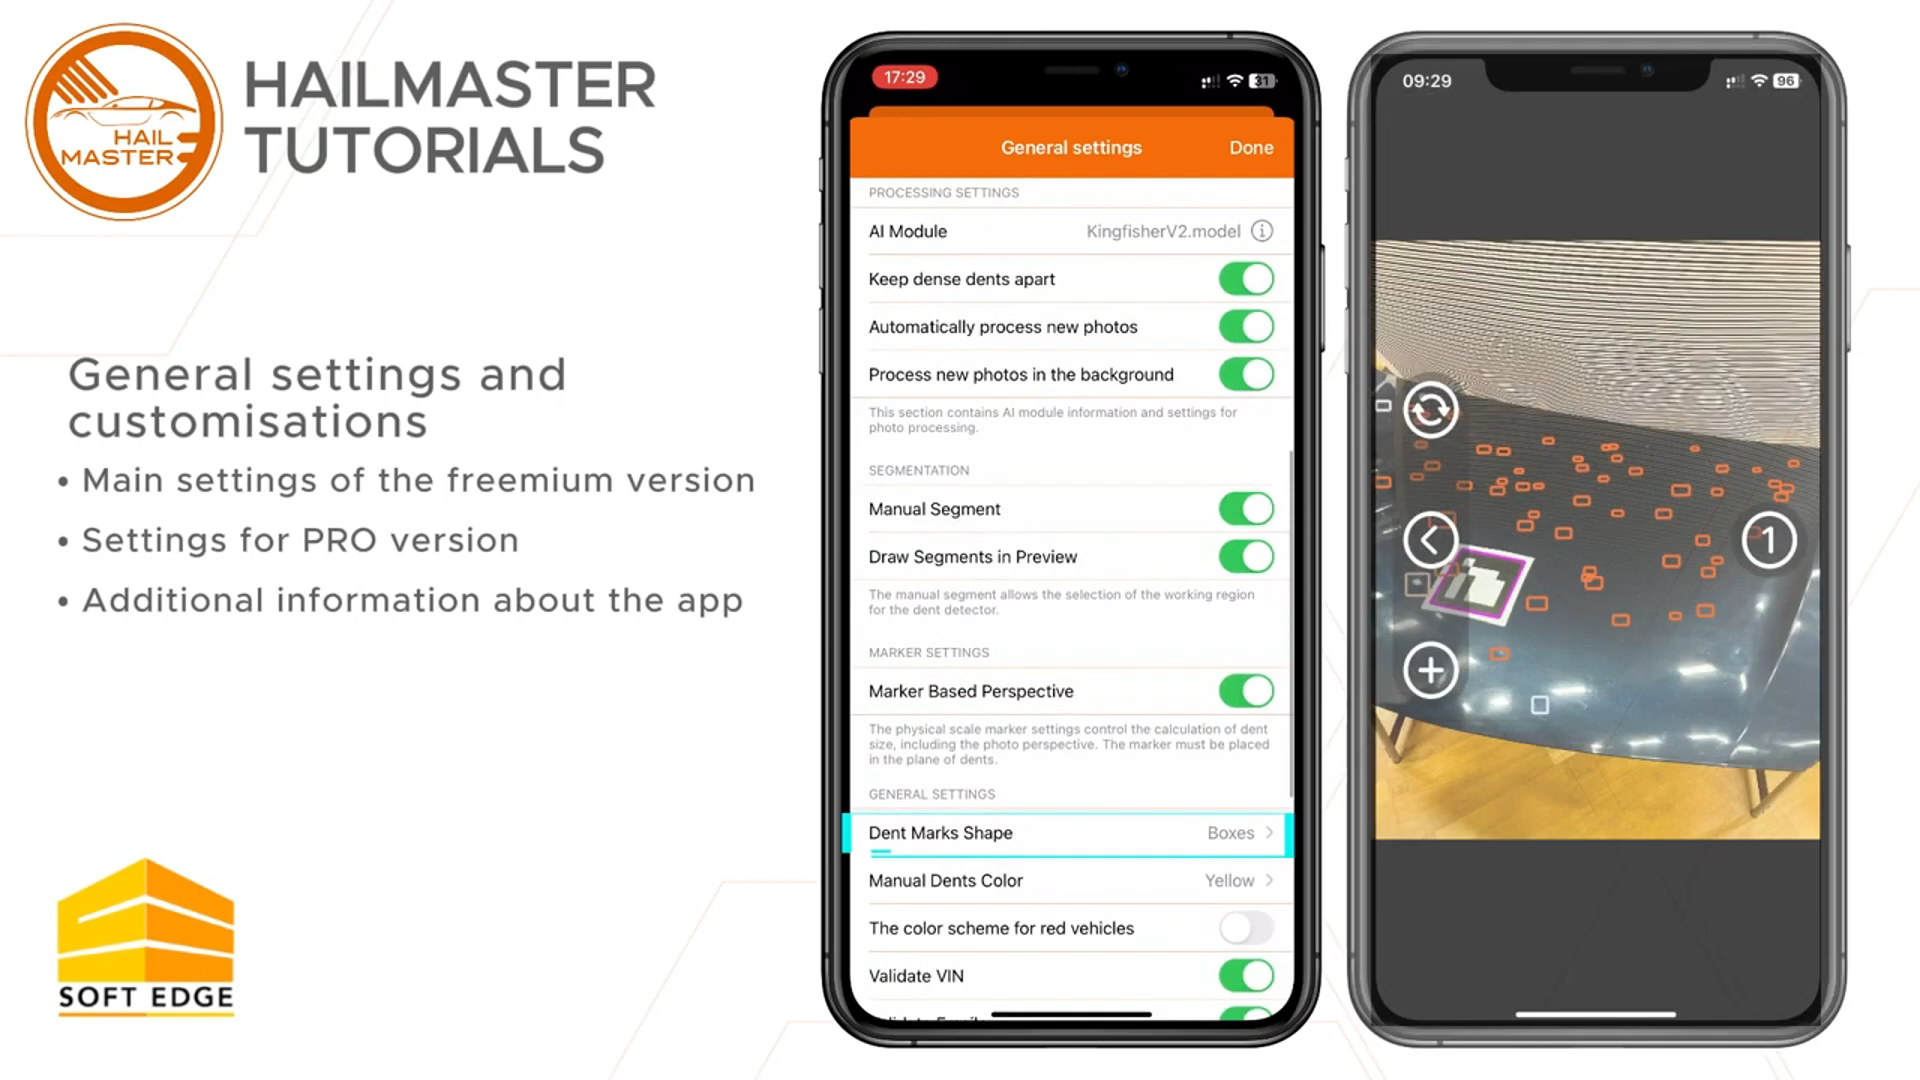 HAIL
MASTER
HAILMASTER
TUTORIALS
General settings and
customisations
• Main settings of the freemium version
• Settings for PRO version
• Additional information about the app
SOFT EDGE
17:29
31
General settings
Done
PROCESSING SETTINGS
AI Module
KingfisherV2.model
Keep dense dents apart
Automatically process new photos
Process new photos in the background
This section contains AI module information and settings for
photo processing.
SEGMENTATION
Manual Segment
Draw Segments in Preview
The manual segment allows the selection of the working region
for the dent detector.
MARKER SETTINGS
Marker Based Perspective
The physical scale marker settings control the calculation of dent
size, including the photo perspective. The marker must be placed
in the plane of dents.
GENERAL SETTINGS
Dent Marks Shape
Boxes
Manual Dents Color
Yellow
The color scheme for red vehicles
Validate VIN
09:29
96
1